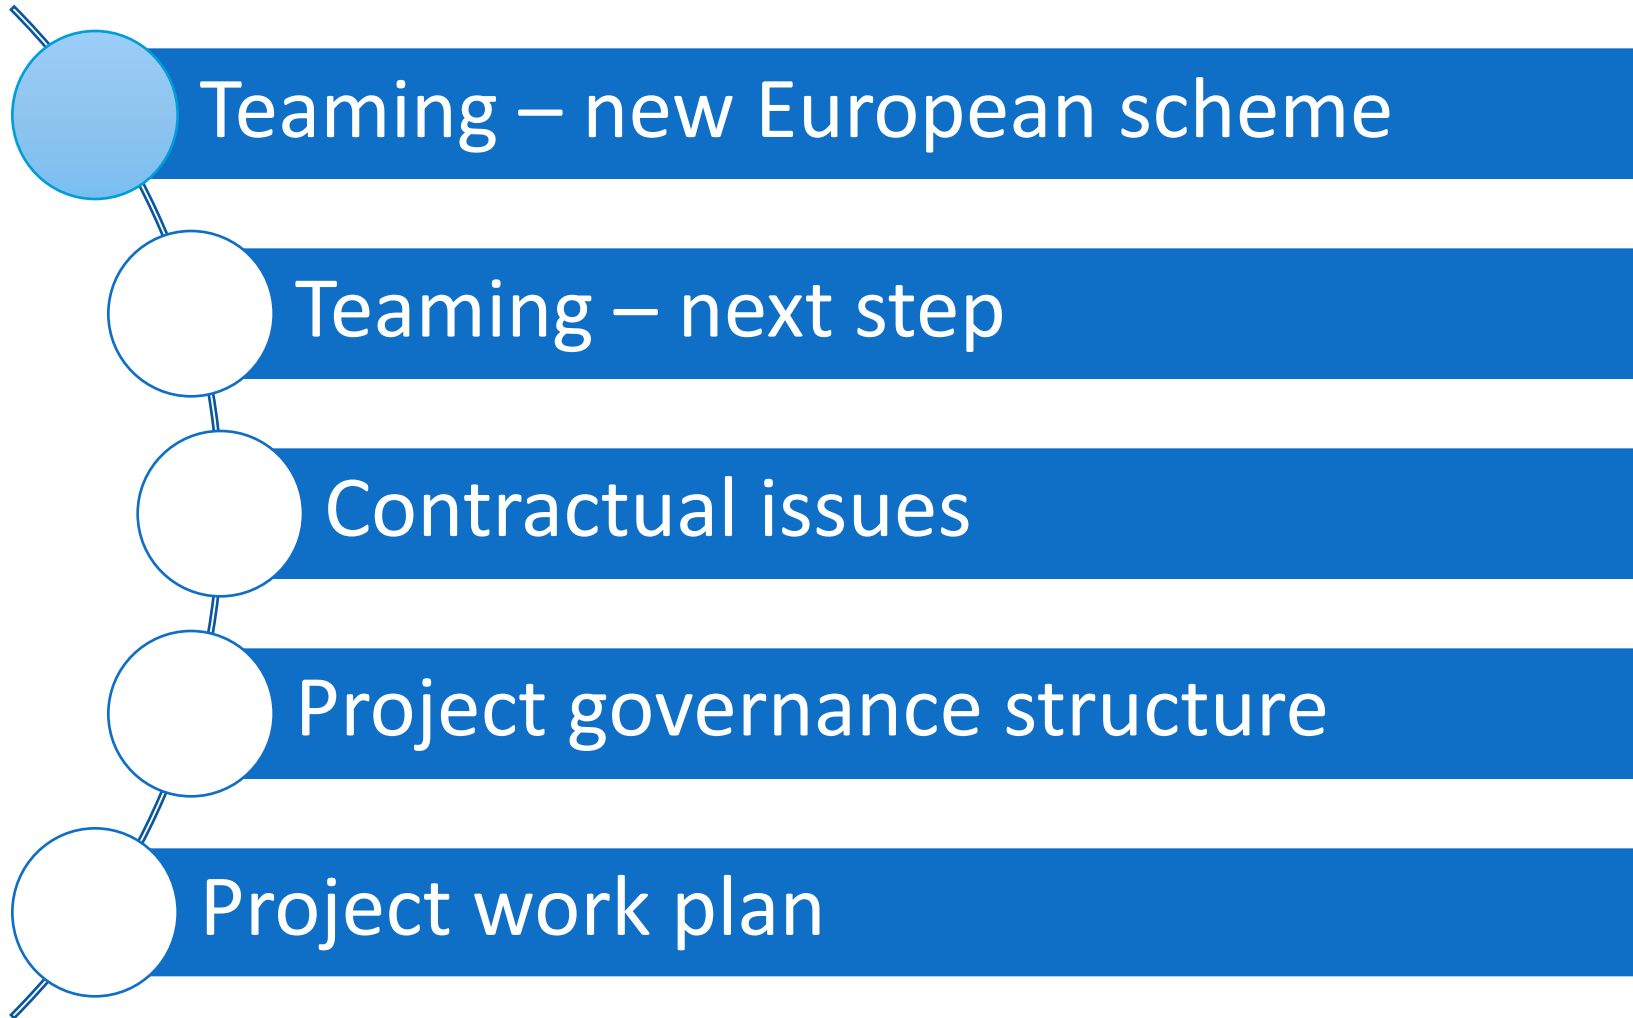 Teaming – new European scheme
Teaming – next step
Contractual issues
Project governance structure
Project work plan